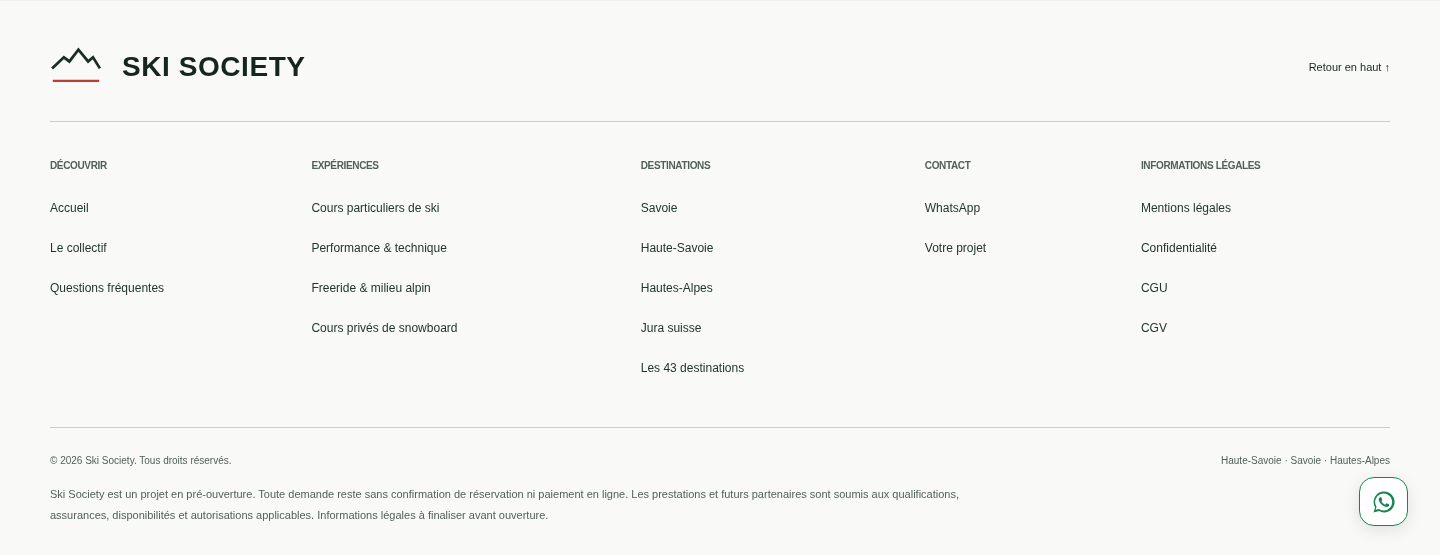 SKI SOCIETY
Retour en haut ↑
DÉCOUVRIR
Accueil
Le collectif
Questions fréquentes
EXPÉRIENCES
Cours particuliers de ski
Performance & technique
Freeride & milieu alpin
Cours privés de snowboard
DESTINATIONS
Savoie
Haute-Savoie
Hautes-Alpes
Jura suisse
Les 43 destinations
CONTACT
WhatsApp
Votre projet
INFORMATIONS LÉGALES
Mentions légales
Confidentialité
CGU
CGV
© 2026 Ski Society. Tous droits réservés.
Haute-Savoie · Savoie · Hautes-Alpes
Ski Society est un projet en pré-ouverture. Toute demande reste sans confirmation de réservation ni paiement en ligne. Les prestations et futurs partenaires sont soumis aux qualifications,
assurances, disponibilités et autorisations applicables. Informations légales à finaliser avant ouverture.